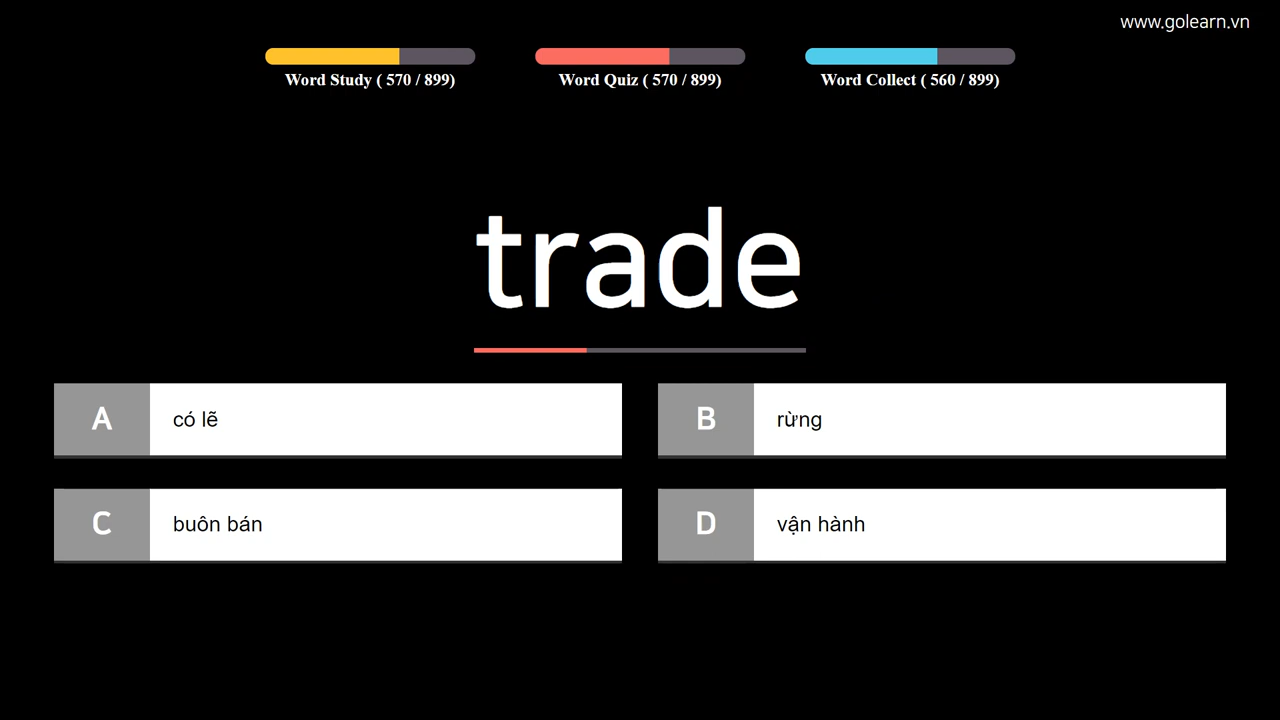 www.golearn.vn
Word Study ( 570 / 899)
Word Quiz ( 570 / 899)
Word Collect ( 560 / 899)
trade
A
có lẽ
B
rừng
C
buôn bán
D
vận hành